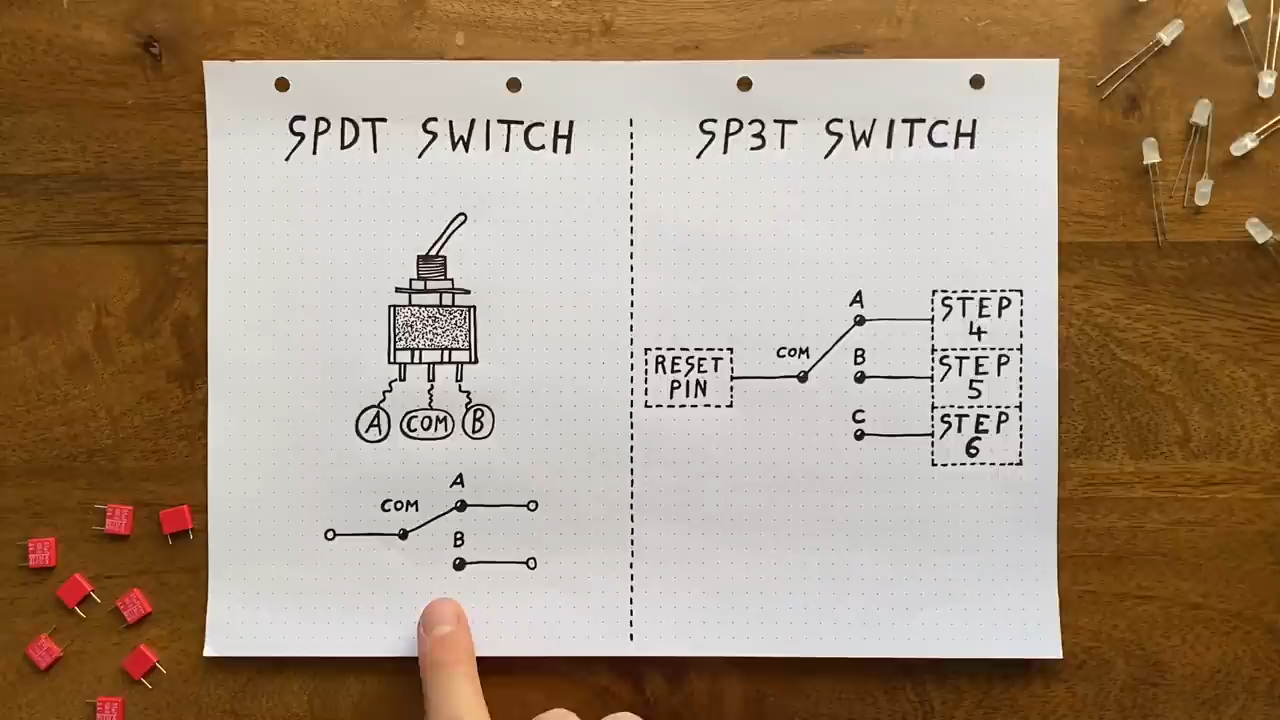 SPDT SWITCH
A
COM
B
A
COM
B
SP3T SWITCH
RESET
PIN
COM
A
B
C
STEP
4
STEP
5
STEP
6